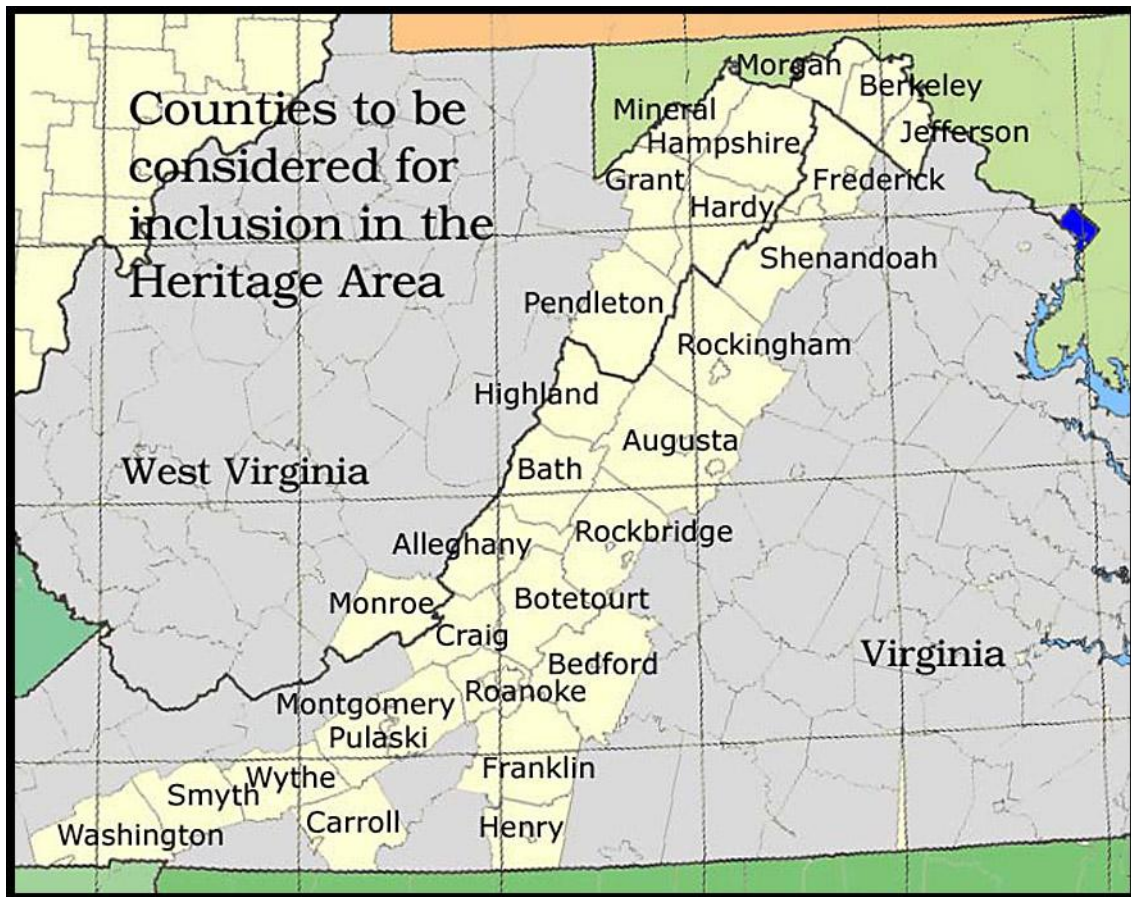 Counties to be
considered for
inclusion in the
Heritage Area
Morgan
Berkeley
Mineral
Jefferson
Hampshire
Grant
Frederick
Hardy
Shenandoah
Pendleton
Rockingham
Highland
Augusta
Bath
West Virginia
Rockbridge
Alleghany
Botetourt
Monroe
Craig
Bedford
Virginia
Roanoke
Montgomery
Pulaski
Franklin
Wythe
Smyth
Carroll
Henry
Washington